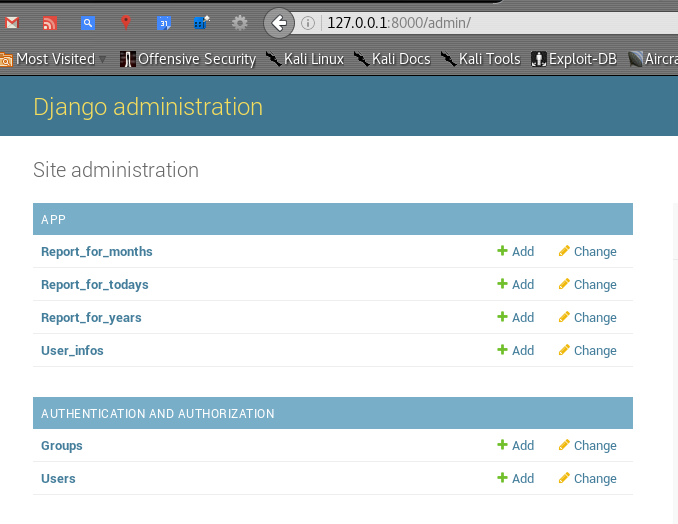 31
127.0.0.1:8000/admin/
Most Visited Offensive Security Kali Linux Kali Docs Kali Tools Exploit-DB Aircra
Django administration
Site administration
APP
Report_for_months Add Change
Report_for_todays Add Change
Report_for_years Add Change
User_infos Add Change
AUTHENTICATION AND AUTHORIZATION
Groups Add Change
Users Add Change